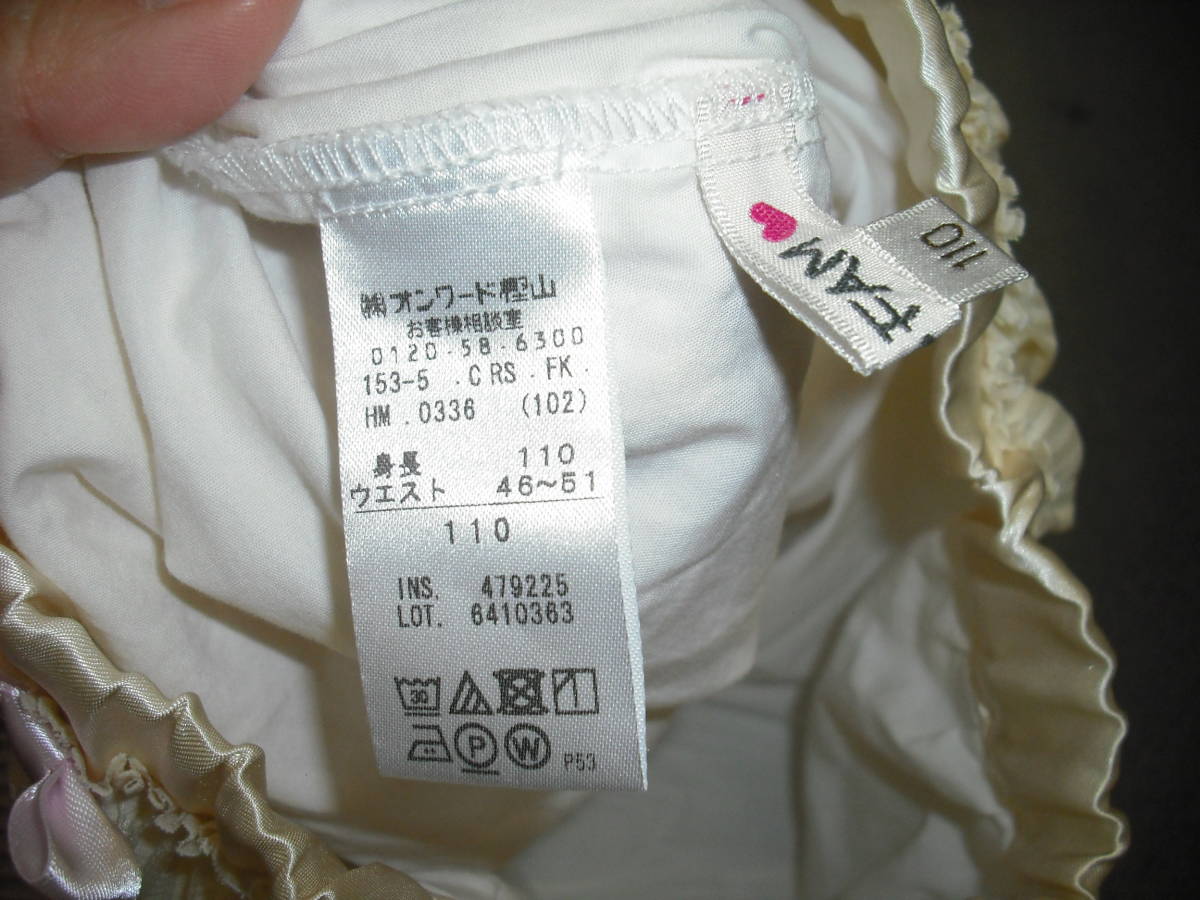 ㈱オンワード樫山
お客様相談室
0120-58-6300
153-5 . CRS . FK .
HM . 0336 (102)
身長 110
ウエスト 46~51
110
INS. 479225
LOT. 6410363
30
P W P53
FAM
110